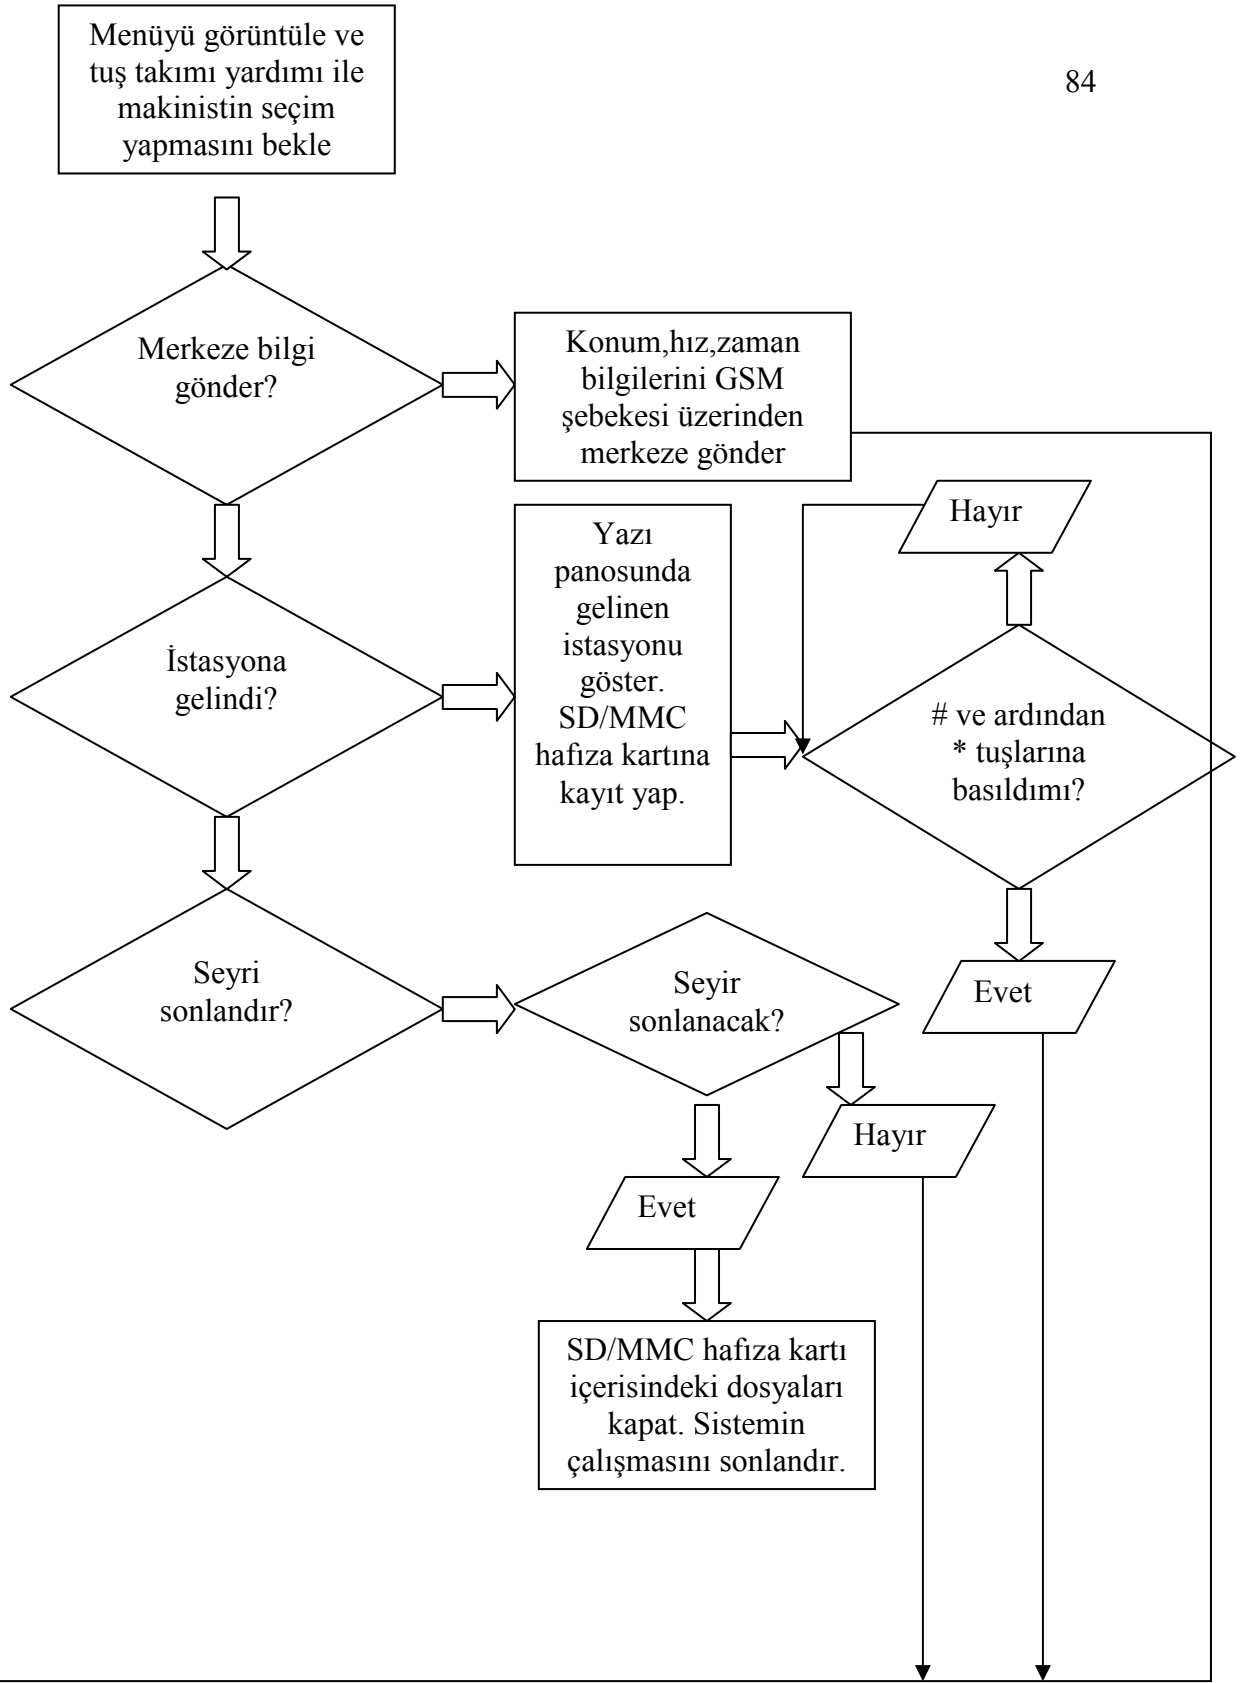 Menüyü görüntüle ve
tuş takımı yardımı ile
makinistin seçim
yapmasını bekle
84
Merkeze bilgi
gönder?
Konum,hız,zaman
bilgilerini GSM
şebekesi üzerinden
merkeze gönder
Hayır
Yazı
panosunda
gelinen
istasyonu
göster.
SD/MMC
hafıza kartına
kayıt yap.
İstasyona
gelindi?
# ve ardından
* tuşlarına
basıldımı?
Evet
Seyri
sonlandır?
Seyir
sonlanacak?
Hayır
Evet
SD/MMC hafıza kartı
içerisindeki dosyaları
kapat. Sistemin
çalışmasını sonlandır.